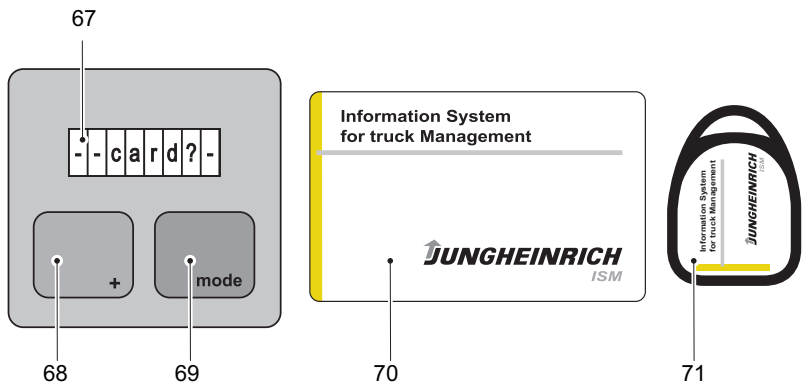 67
--card?-
+
mode
68
69
Information System
for truck Management
JUNGHEINRICH
ISM
70
Information System
for truck Management
JUNGHEINRICH
ISM
71